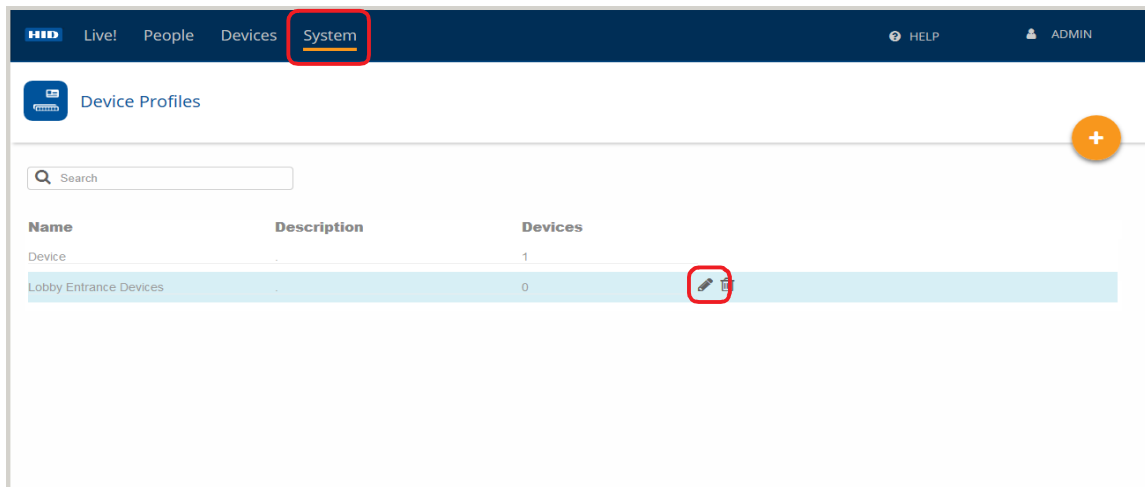 HID Live! People Devices System HELP ADMIN
Device Profiles
+
Search
Name Description Devices
Device . 1
Lobby Entrance Devices . 0